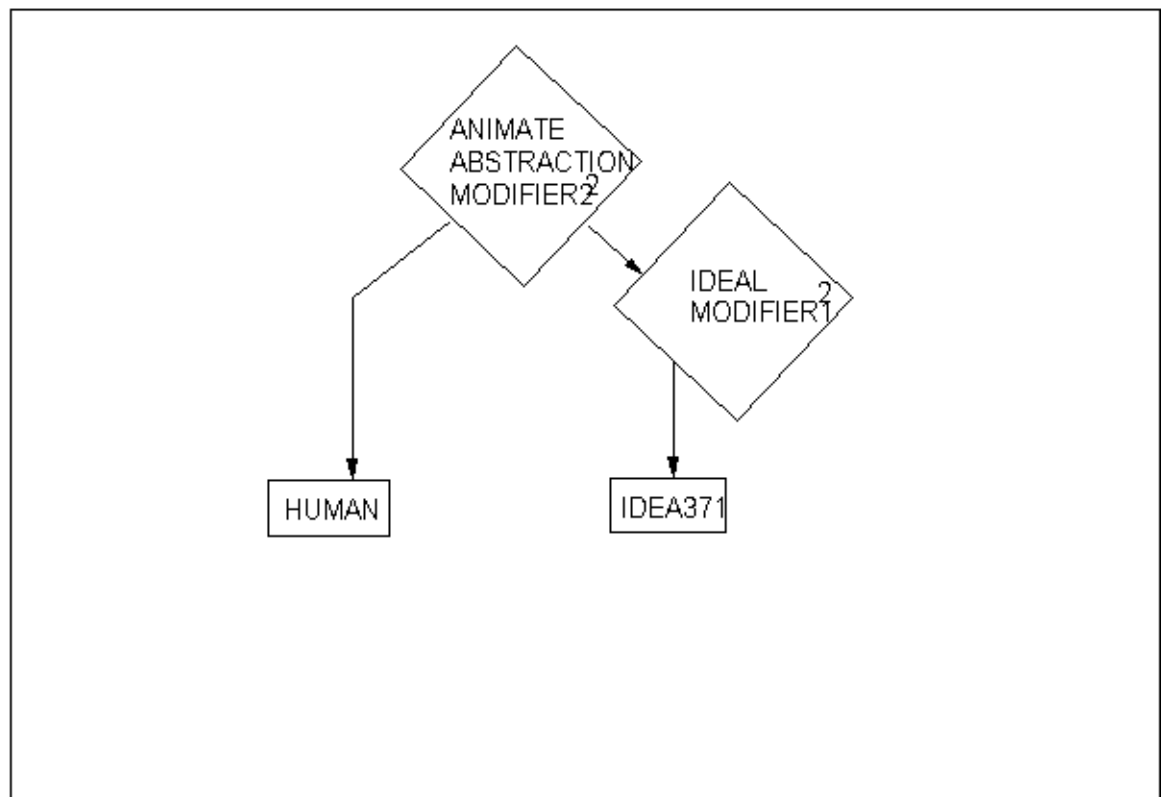 ANIMATE
ABSTRACTION
MODIFIER2 2
IDEAL
MODIFIER1 2
HUMAN
IDEA371